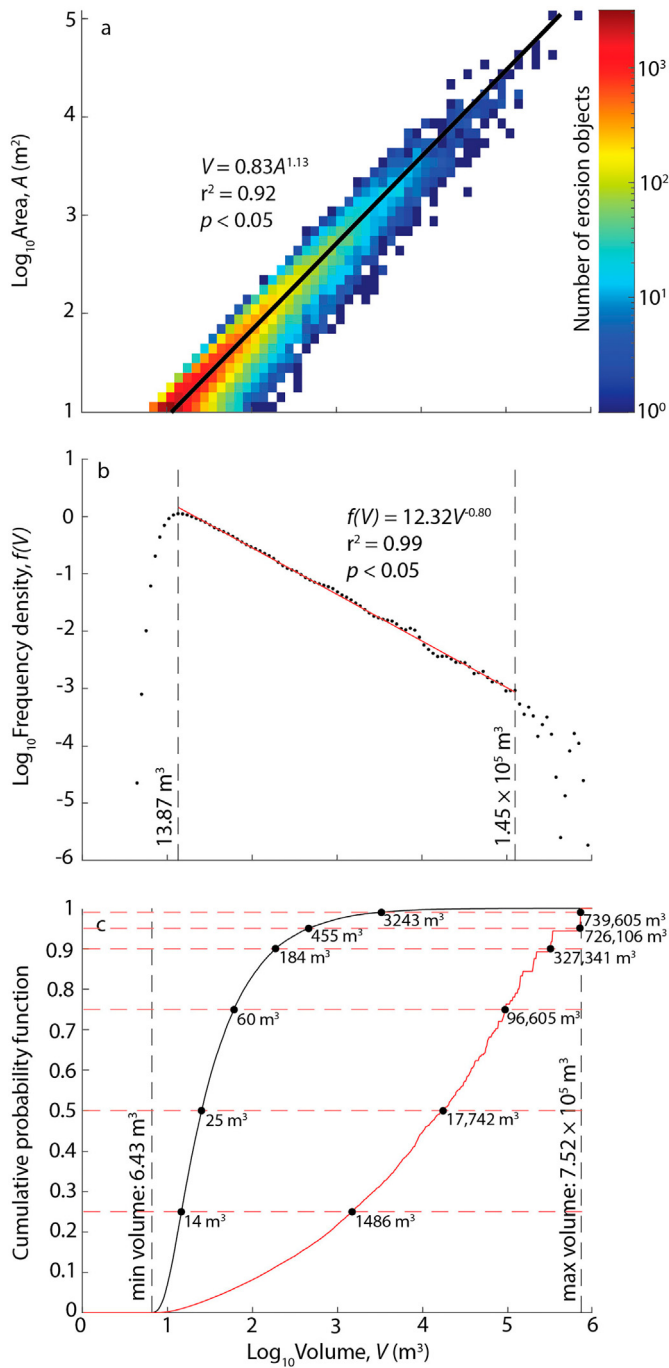 a
5
4
3
2
1
Log10Area, A (m²)
V = 0.83A^1.13
r² = 0.92
p < 0.05
Number of erosion objects
10³
10²
10¹
10⁰
b
1
0
-1
-2
-3
-4
-5
-6
Log10Frequency density, f(V)
f(V) = 12.32V^-0.80
r² = 0.99
p < 0.05
13.87 m³
1.45 × 10⁵ m³
c
1
0.9
0.8
0.7
0.6
0.5
0.4
0.3
0.2
0.1
0
Cumulative probability function
3243 m³
739,605 m³
455 m³
726,106 m³
184 m³
327,341 m³
60 m³
96,605 m³
25 m³
17,742 m³
14 m³
1486 m³
min volume: 6.43 m³
max volume: 7.52 × 10⁵ m³
0 1 2 3 4 5 6
Log10Volume, V (m³)